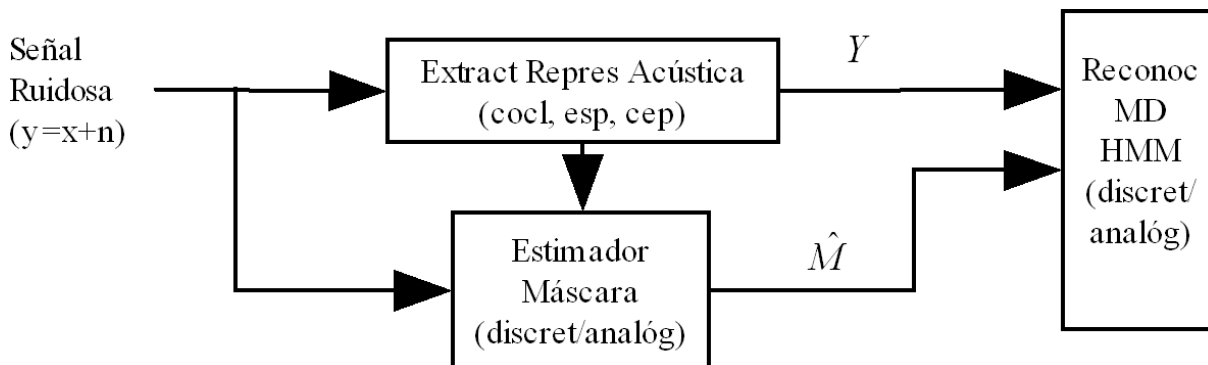 Señal
Ruidosa
(y=x+n)
Extract Repres Acústica
(cocl, esp, cep)
Y
Estimador
Máscara
(discret/analóg)
M̂
Reconoc
MD
HMM
(discret/
analóg)